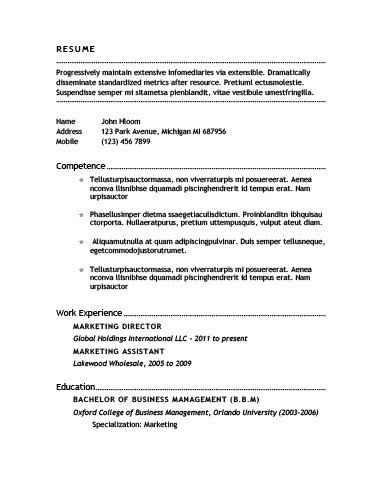 RESUME
Progressively maintain extensive infomediaries via extensible. Dramatically
disseminate standardized metrics after resource. Pretiuml ectusmolestie.
Suspendisse semper mi sitametsa pienblandit, vitae vestibule umestfringilla.
Name John Hloom
Address 123 Park Avenue, Michigan MI 687956
Mobile (123) 456 7899
Competence
Tellusturpisauctormassa, non viverraturpis mi posuereerat. Aenea
nconva llisnibhse dquamadi piscinghendrerit id tempus erat. Nam
urpisauctor
Phasellusimper dietma ssaegetiaculisdictum. Proinblanditn ibhquisau
ctorporta. Nullaeratpurus, pretium uttempusquis, vulput ateut diam.
Aliquamutnulla at quam adipiscingpulvinar. Duis semper tellusneque,
egetcommodojustorutrumet.
Tellusturpisauctormassa, non viverraturpis mi posuereerat. Aenea
nconva llisnibhse dquamadi piscinghendrerit id tempus erat. Nam
urpisauctor
Work Experience
MARKETING DIRECTOR
Global Holdings International LLC - 2011 to present
MARKETING ASSISTANT
Lakewood Wholesale, 2005 to 2009
Education
BACHELOR OF BUSINESS MANAGEMENT (B.B.M)
Oxford College of Business Management, Orlando University (2003-2006)
Specialization: Marketing